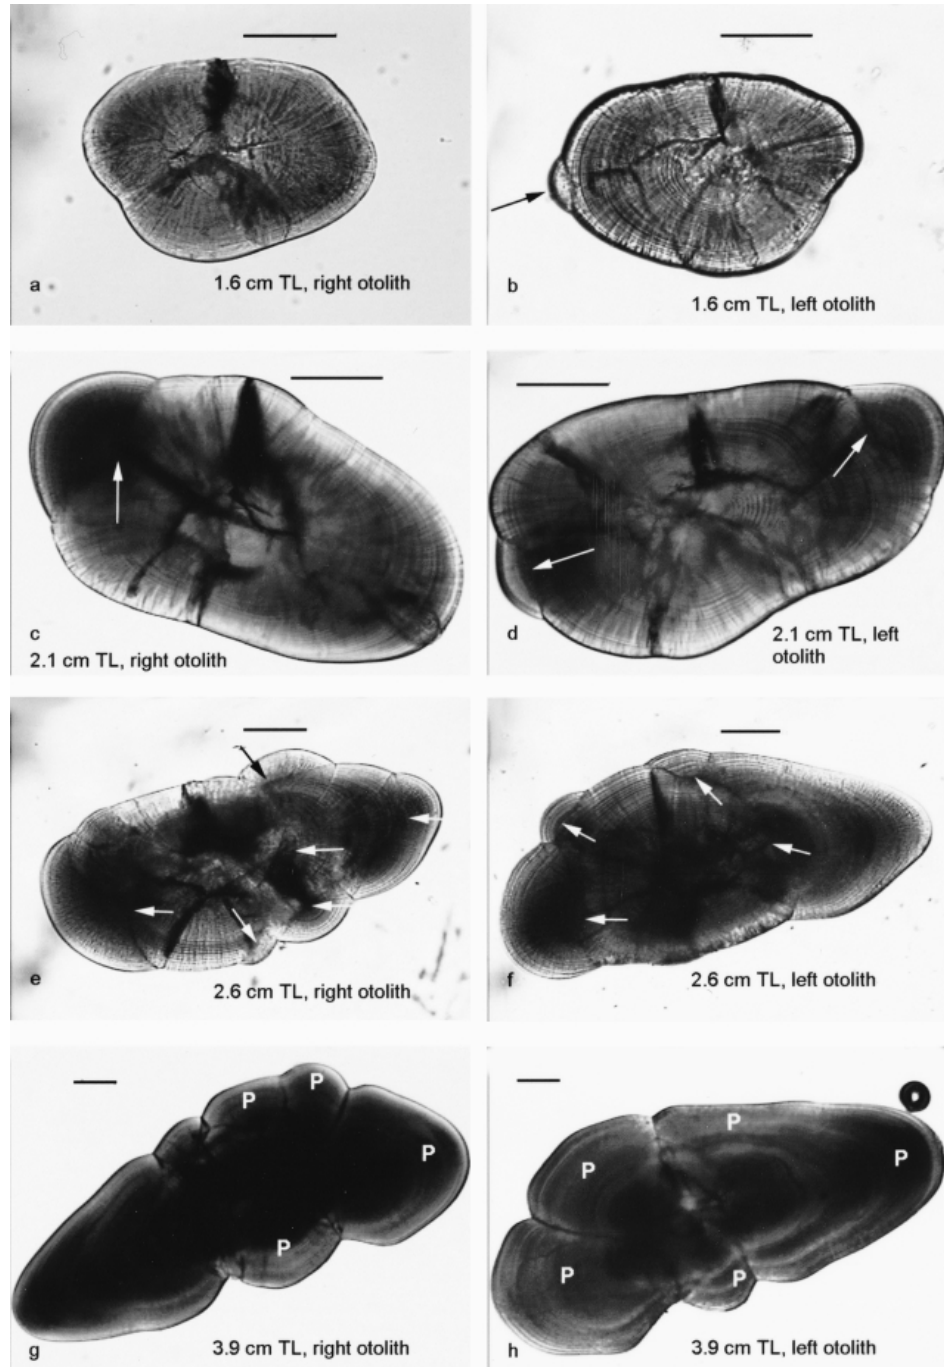 a
1.6 cm TL, right otolith
b
1.6 cm TL, left otolith
c
2.1 cm TL, right otolith
d
2.1 cm TL, left
otolith
e
2.6 cm TL, right otolith
f
2.6 cm TL, left otolith
P
P
P
P
g
3.9 cm TL, right otolith
P
P
P
P
P
h
3.9 cm TL, left otolith